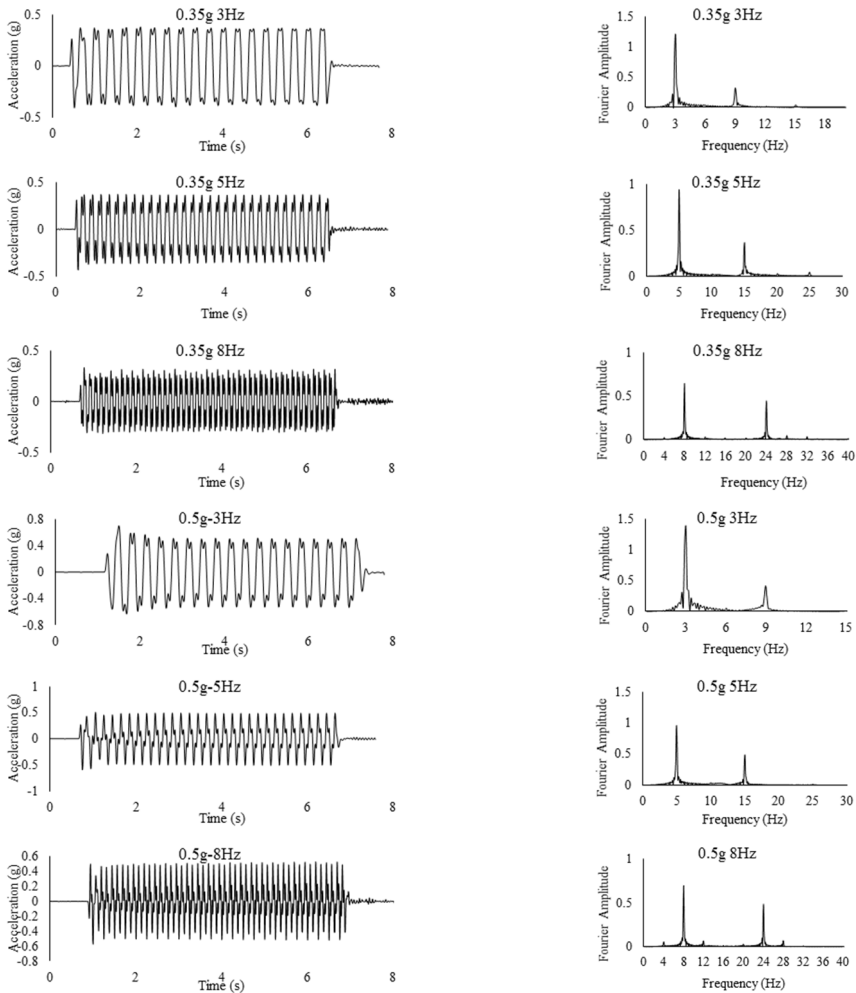 0.35g 3Hz
Acceleration (g)
0.5
0
-0.5
0 2 4 6 8
Time (s)
0.35g 3Hz
Fourier Amplitude
1.5
1
0.5
0
0 3 6 9 12 15 18
Frequency (Hz)
0.35g 5Hz
Acceleration (g)
0.5
0
-0.5
0 2 4 6 8
Time (s)
0.35g 5Hz
Fourier Amplitude
1
0.5
0
0 5 10 15 20 25 30
Frequency (Hz)
0.35g 8Hz
Acceleration (g)
0.5
0
-0.5
0 2 4 6 8
Time (s)
0.35g 8Hz
Fourier Amplitude
1
0.5
0
0 4 8 12 16 20 24 28 32 36 40
Frequency (Hz)
0.5g-3Hz
Acceleration (g)
0.8
0.4
0
-0.4
-0.8
0 2 4 6 8
Time (s)
0.5g 3Hz
Fourier Amplitude
1.5
1
0.5
0
0 3 6 9 12 15
Frequency (Hz)
0.5g-5Hz
Acceleration (g)
1
0.5
0
-0.5
-1
0 2 4 6 8
Time (s)
0.5g 5Hz
Fourier Amplitude
1.5
1
0.5
0
0 5 10 15 20 25 30
Frequency (Hz)
0.5g-8Hz
Acceleration (g)
0.6
0.4
0.2
0
-0.2
-0.4
-0.6
-0.8
0 2 4 6 8
Time (s)
0.5g 8Hz
Fourier Amplitude
1
0.5
0
0 4 8 12 16 20 24 28 32 36 40
Frequency (Hz)